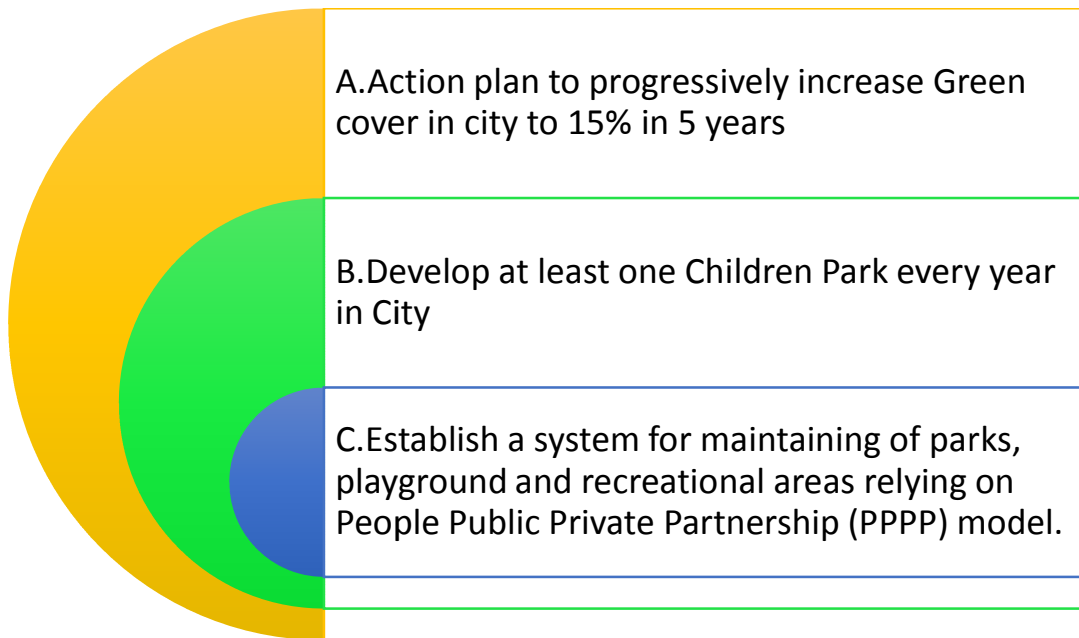 A.Action plan to progressively increase Green
cover in city to 15% in 5 years
B.Develop at least one Children Park every year
in City
C.Establish a system for maintaining of parks,
playground and recreational areas relying on
People Public Private Partnership (PPPP) model.